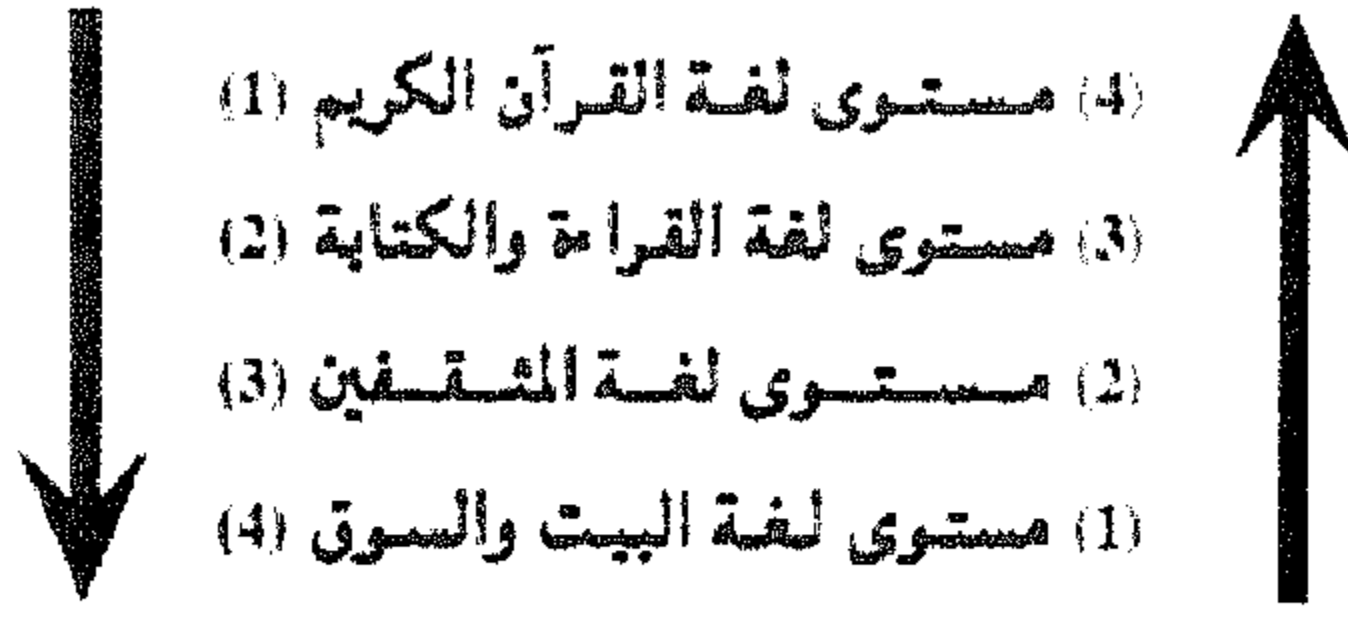 (4) مستوى لغة القرآن الكريم (1)
(3) مستوى لغة القراءة والكتابة (2)
(2) مستوى لغة المثقفين (3)
(1) مستوى لغة البيت والسوق (4)